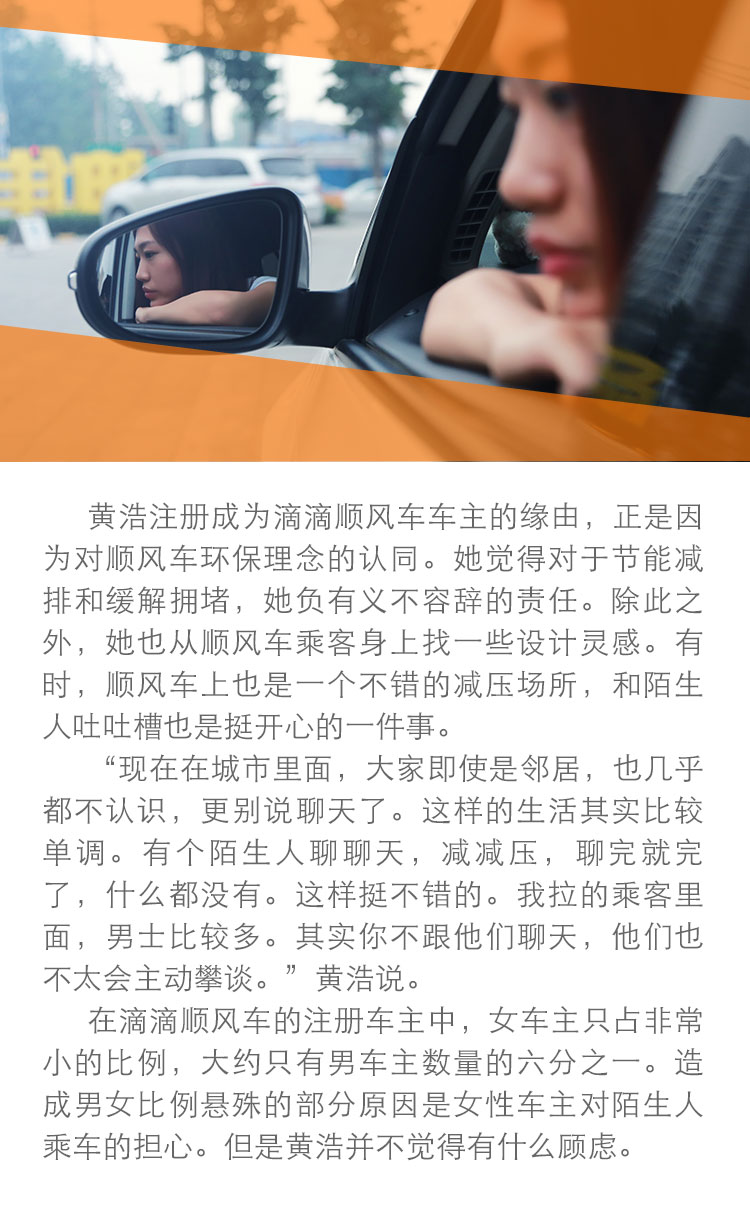 黄浩注册成为滴滴顺风车车主的缘由，正是因
为对顺风车环保理念的认同。她觉得对于节能减
排和缓解拥堵，她负有义不容辞的责任。除此之
外，她也从顺风车乘客身上找一些设计灵感。有
时，顺风车上也是一个不错的减压场所，和陌生
人吐吐槽也是挺开心的一件事。
“现在在城市里面，大家即使是邻居，也几乎
都不认识，更别说聊天了。这样的生活其实比较
单调。有个陌生人聊聊天，减减压，聊完就完
了，什么都没有。这样挺不错的。我拉的乘客里
面，男士比较多。其实你不跟他们聊天，他们也
不太会主动攀谈。”黄浩说。
在滴滴顺风车的注册车主中，女车主只占非常
小的比例，大约只有男车主数量的六分之一。造
成男女比例悬殊的部分原因是女性车主对陌生人
乘车的担心。但是黄浩并不觉得有什么顾虑。